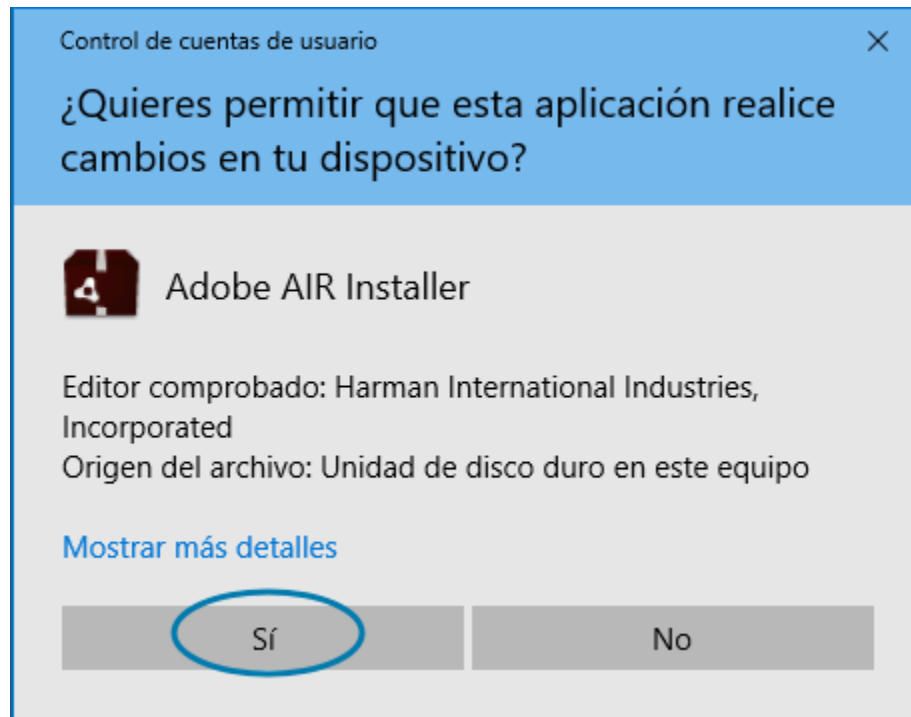 Control de cuentas de usuario
¿Quieres permitir que esta aplicación realice
cambios en tu dispositivo?
Adobe AIR Installer
Editor comprobado: Harman International Industries,
Incorporated
Origen del archivo: Unidad de disco duro en este equipo
Mostrar más detalles
Sí
No